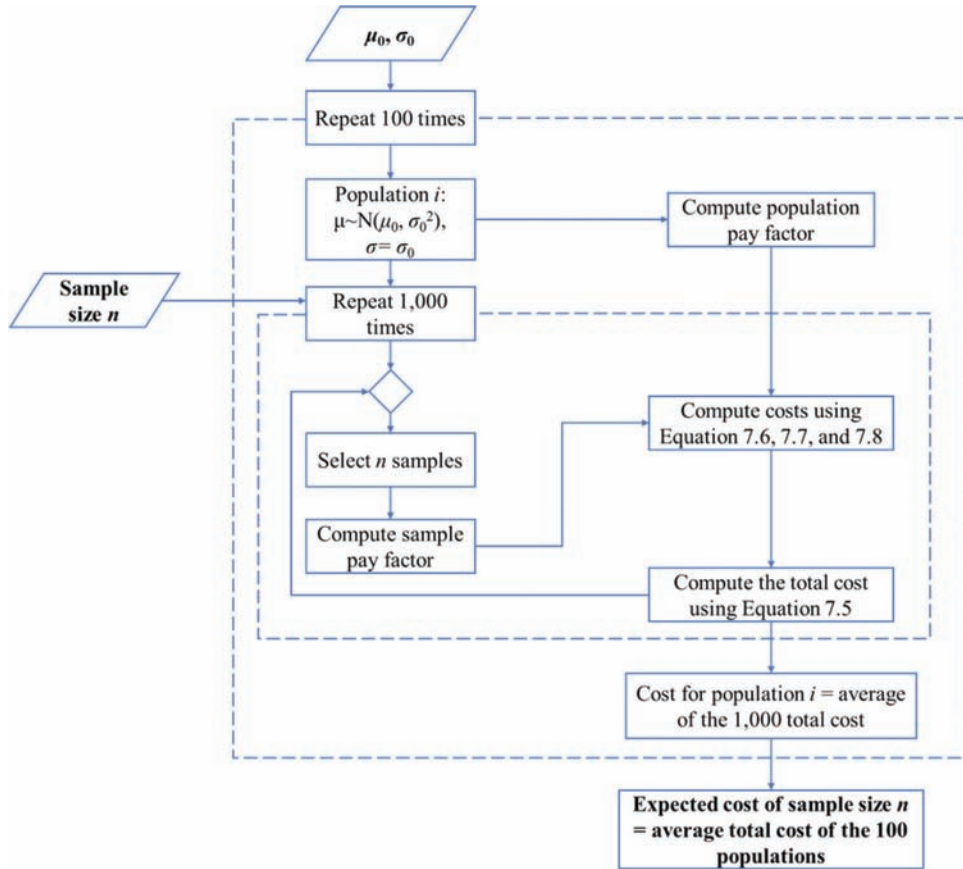 μ₀, σ₀
Repeat 100 times
Population i:
μ~N(μ₀, σ₀²),
σ= σ₀
Compute population
pay factor
Sample
size n
Repeat 1,000
times
Compute costs using
Equation 7.6, 7.7, and 7.8
Select n samples
Compute sample
pay factor
Compute the total cost
using Equation 7.5
Cost for population i = average
of the 1,000 total cost
Expected cost of sample size n
= average total cost of the 100
populations